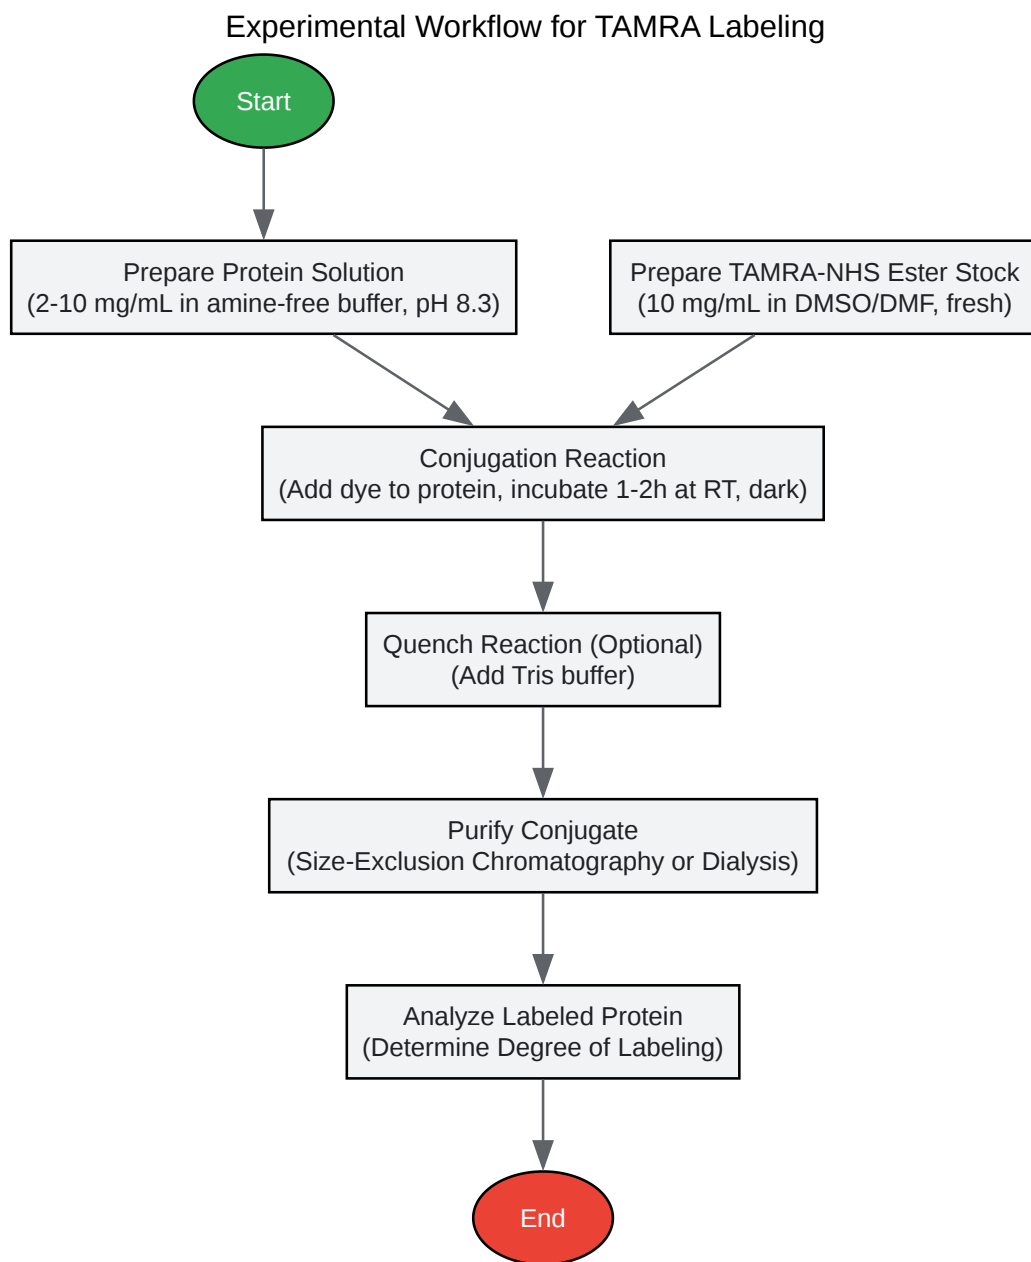 Experimental Workflow for TAMRA Labeling
Start
Prepare Protein Solution
(2-10 mg/mL in amine-free buffer, pH 8.3)
Prepare TAMRA-NHS Ester Stock
(10 mg/mL in DMSO/DMF, fresh)
Conjugation Reaction
(Add dye to protein, incubate 1-2h at RT, dark)
Quench Reaction (Optional)
(Add Tris buffer)
Purify Conjugate
(Size-Exclusion Chromatography or Dialysis)
Analyze Labeled Protein
(Determine Degree of Labeling)
End